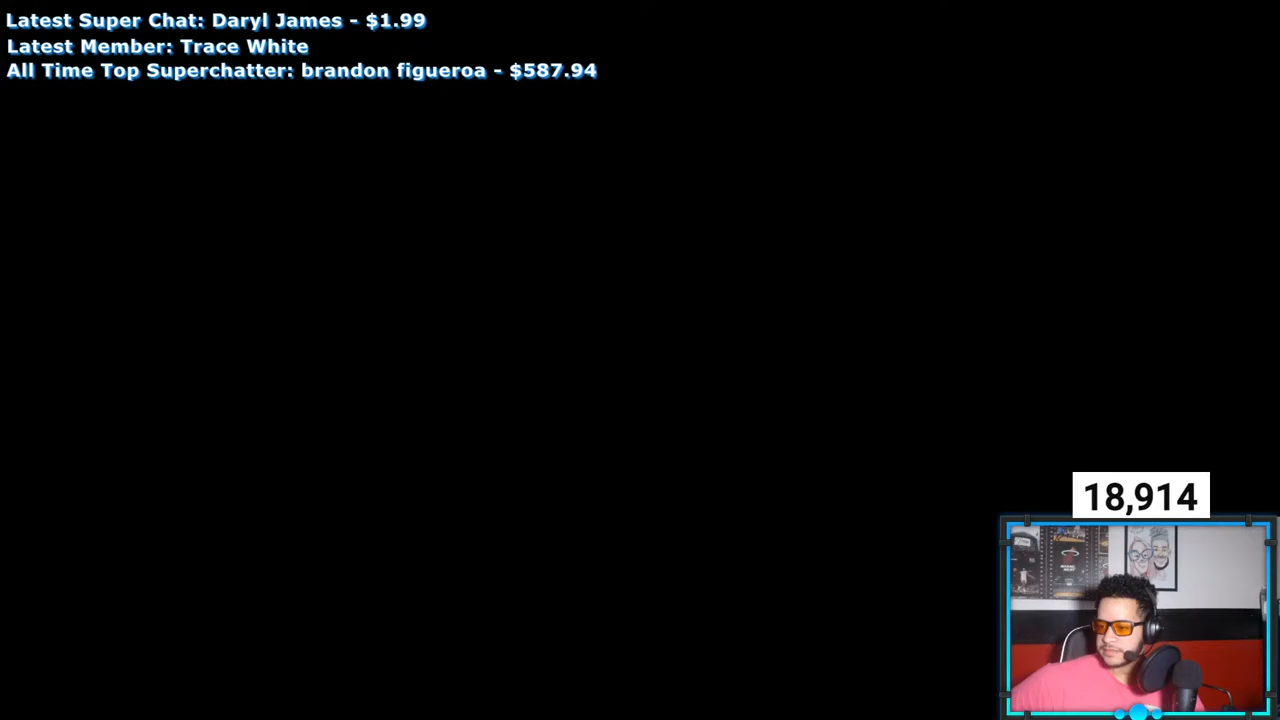 Latest Super Chat: Daryl James - $1.99
Latest Member: Trace White
All Time Top Superchatter: brandon figueroa - $587.94
18,914